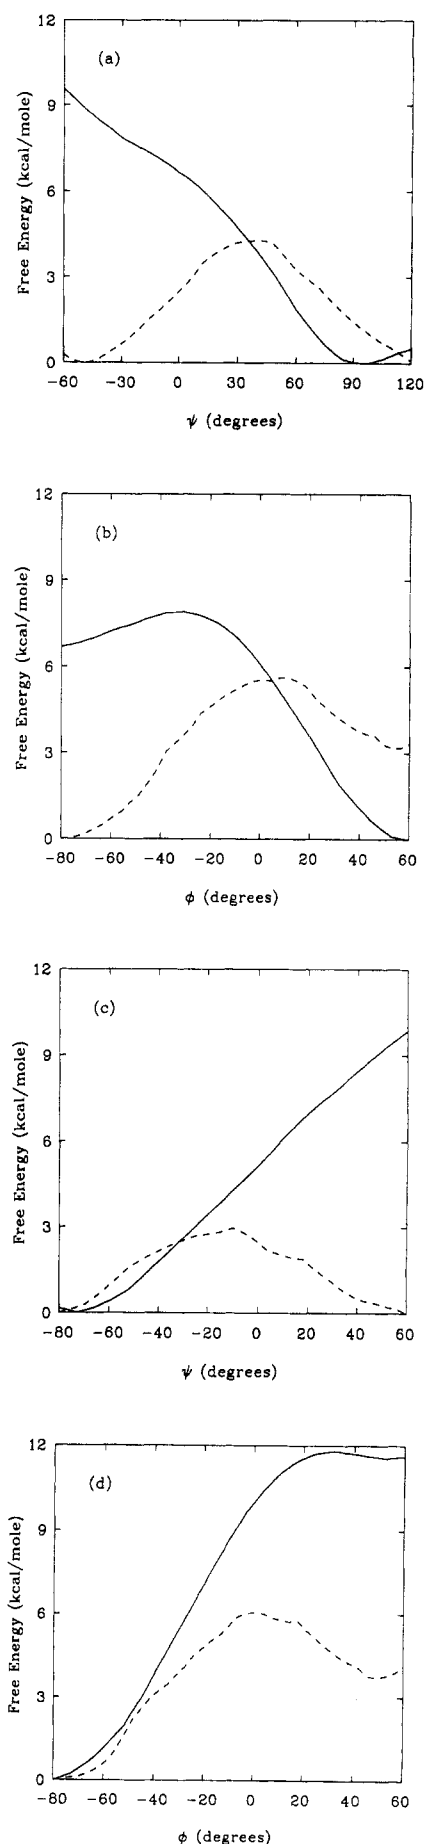 12
(a)
9
6
3
0
Free Energy (kcal/mole)
-60 -30 0 30 60 90 120
ψ (degrees)
12
(b)
9
6
3
0
Free Energy (kcal/mole)
-80 -60 -40 -20 0 20 40 60
φ (degrees)
12
(c)
9
6
3
0
Free Energy (kcal/mole)
-80 -60 -40 -20 0 20 40 60
ψ (degrees)
12
(d)
9
6
3
0
Free Energy (kcal/mole)
-80 -60 -40 -20 0 20 40 60
φ (degrees)